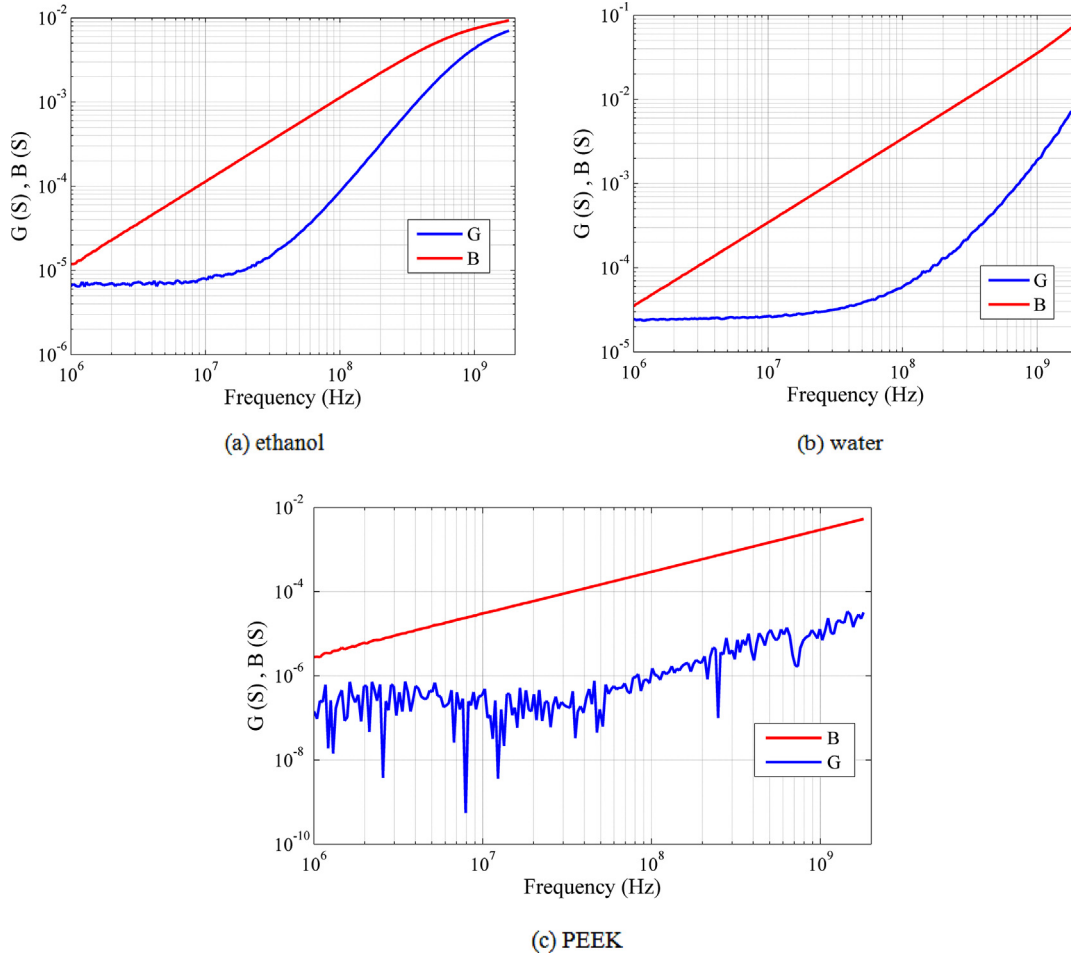 10^-2
10^-3
10^-4
10^-5
10^-6
G (S) , B (S)
10^6 10^7 10^8 10^9
Frequency (Hz)
G
B
(a) ethanol
10^-1
10^-2
10^-3
10^-4
10^-5
G (S) , B (S)
10^6 10^7 10^8 10^9
Frequency (Hz)
G
B
(b) water
10^-2
10^-4
10^-6
10^-8
10^-10
G (S) , B (S)
10^6 10^7 10^8 10^9
Frequency (Hz)
B
G
(c) PEEK